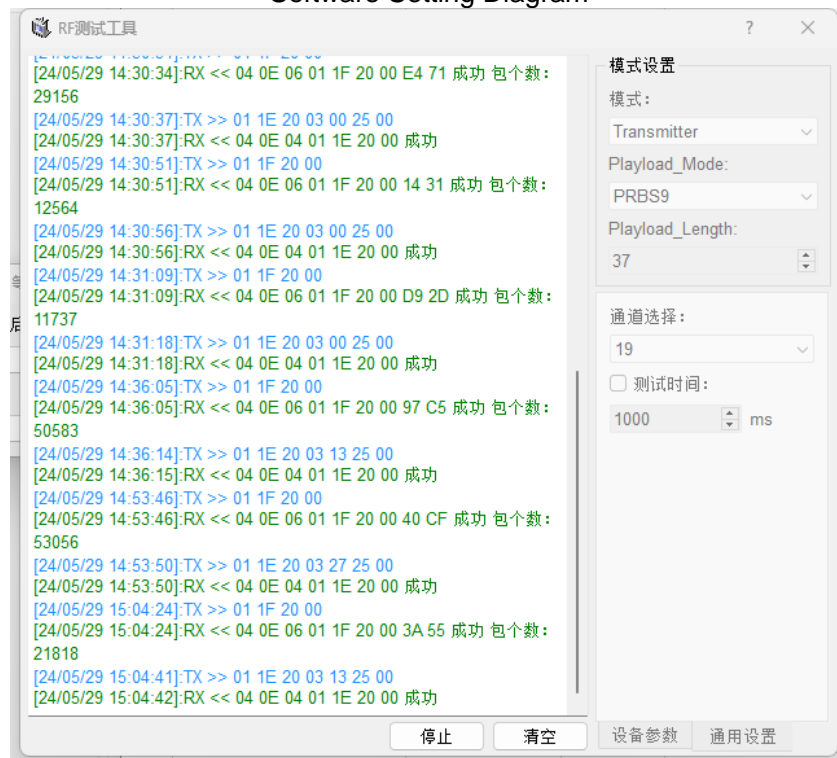 Software Setting Diagram
RF测试工具
[24/05/29 14:30:34]:RX << 04 0E 06 01 1F 20 00 E4 71 成功 包个数：
29156
[24/05/29 14:30:37]:TX >> 01 1E 20 03 00 25 00
[24/05/29 14:30:37]:RX << 04 0E 04 01 1E 20 00 成功
[24/05/29 14:30:51]:TX >> 01 1F 20 00
[24/05/29 14:30:51]:RX << 04 0E 06 01 1F 20 00 14 31 成功 包个数：
12564
[24/05/29 14:30:56]:TX >> 01 1E 20 03 00 25 00
[24/05/29 14:30:56]:RX << 04 0E 04 01 1E 20 00 成功
[24/05/29 14:31:09]:TX >> 01 1F 20 00
[24/05/29 14:31:09]:RX << 04 0E 06 01 1F 20 00 D9 2D 成功 包个数：
11737
[24/05/29 14:31:18]:TX >> 01 1E 20 03 00 25 00
[24/05/29 14:31:18]:RX << 04 0E 04 01 1E 20 00 成功
[24/05/29 14:36:05]:TX >> 01 1F 20 00
[24/05/29 14:36:05]:RX << 04 0E 06 01 1F 20 00 97 C5 成功 包个数：
50583
[24/05/29 14:36:14]:TX >> 01 1E 20 03 13 25 00
[24/05/29 14:36:15]:RX << 04 0E 04 01 1E 20 00 成功
[24/05/29 14:53:46]:TX >> 01 1F 20 00
[24/05/29 14:53:46]:RX << 04 0E 06 01 1F 20 00 40 CF 成功 包个数：
53056
[24/05/29 14:53:50]:TX >> 01 1E 20 03 27 25 00
[24/05/29 14:53:50]:RX << 04 0E 04 01 1E 20 00 成功
[24/05/29 15:04:24]:TX >> 01 1F 20 00
[24/05/29 15:04:24]:RX << 04 0E 06 01 1F 20 00 3A 55 成功 包个数：
21818
[24/05/29 15:04:41]:TX >> 01 1E 20 03 13 25 00
[24/05/29 15:04:42]:RX << 04 0E 04 01 1E 20 00 成功
停止
清空
模式设置
模式：
Transmitter
Playload_Mode:
PRBS9
Playload_Length:
37
通道选择：
19
测试时间：
1000
ms
设备参数
通用设置